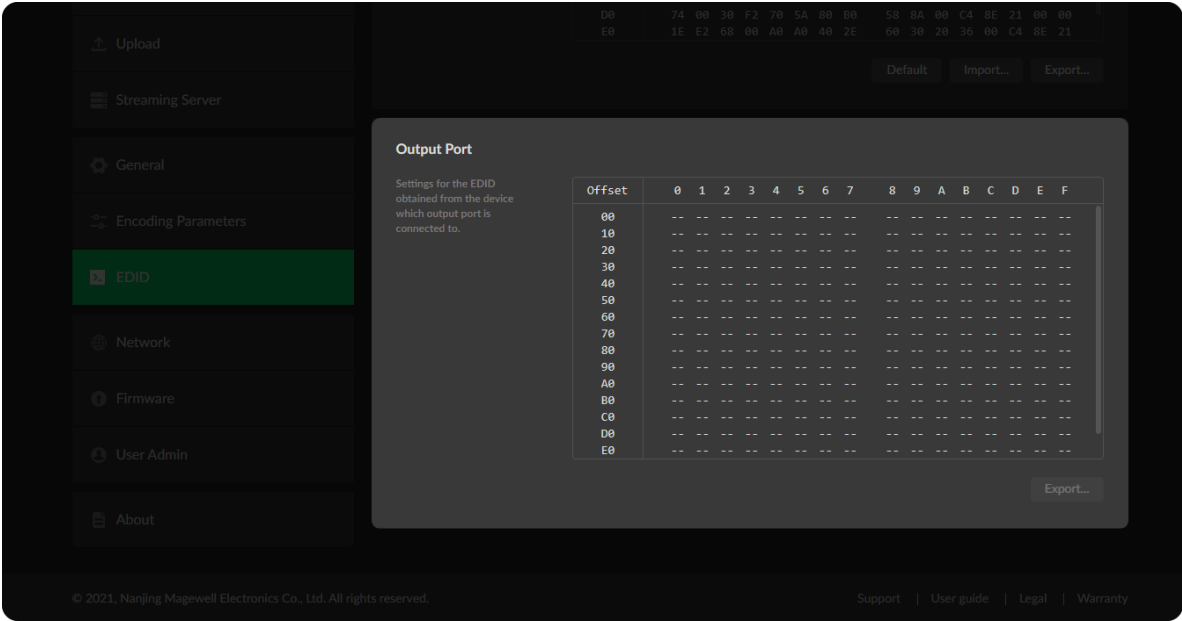 D0 74 00 30 F2 70 5A 80 B0 58 8A 00 C4 8E 21 00 00
E0 1E E2 68 00 A0 A0 40 2E 60 30 20 36 00 C4 8E 21
Upload
Default Import... Export...
Streaming Server
General
Encoding Parameters
EDID
Network
Firmware
User Admin
About
Output Port
Settings for the EDID
obtained from the device
which output port is
connected to.
Offset 0 1 2 3 4 5 6 7 8 9 A B C D E F
00 -- -- -- -- -- -- -- -- -- -- -- -- -- -- -- --
10 -- -- -- -- -- -- -- -- -- -- -- -- -- -- -- --
20 -- -- -- -- -- -- -- -- -- -- -- -- -- -- -- --
30 -- -- -- -- -- -- -- -- -- -- -- -- -- -- -- --
40 -- -- -- -- -- -- -- -- -- -- -- -- -- -- -- --
50 -- -- -- -- -- -- -- -- -- -- -- -- -- -- -- --
60 -- -- -- -- -- -- -- -- -- -- -- -- -- -- -- --
70 -- -- -- -- -- -- -- -- -- -- -- -- -- -- -- --
80 -- -- -- -- -- -- -- -- -- -- -- -- -- -- -- --
90 -- -- -- -- -- -- -- -- -- -- -- -- -- -- -- --
A0 -- -- -- -- -- -- -- -- -- -- -- -- -- -- -- --
B0 -- -- -- -- -- -- -- -- -- -- -- -- -- -- -- --
C0 -- -- -- -- -- -- -- -- -- -- -- -- -- -- -- --
D0 -- -- -- -- -- -- -- -- -- -- -- -- -- -- -- --
E0 -- -- -- -- -- -- -- -- -- -- -- -- -- -- -- --
Export...
© 2021, Nanjing Magewell Electronics Co., Ltd. All rights reserved.
Support | User guide | Legal | Warranty